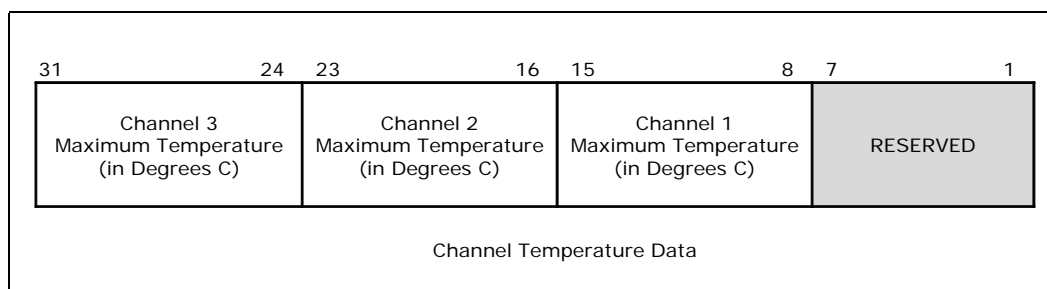 31 24 23 16 15 8 7 1
Channel 3 Channel 2 Channel 1
Maximum Temperature Maximum Temperature Maximum Temperature RESERVED
(in Degrees C) (in Degrees C) (in Degrees C)
Channel Temperature Data